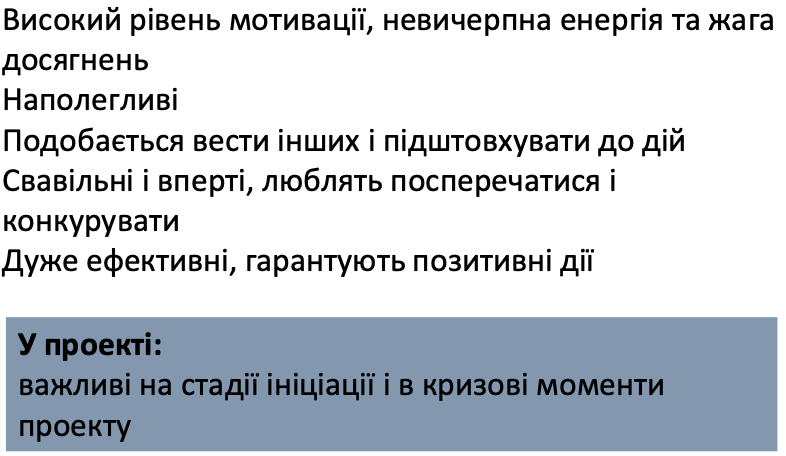 Високий рівень мотивації, невичерпна енергія та жага
досягнень
Наполегливі
Подобається вести інших і підштовхувати до дій
Свавільні і вперті, люблять посперечатися і
конкурувати
Дуже ефективні, гарантують позитивні дії
У проекті:
важливі на стадії ініціації і в кризові моменти
проекту